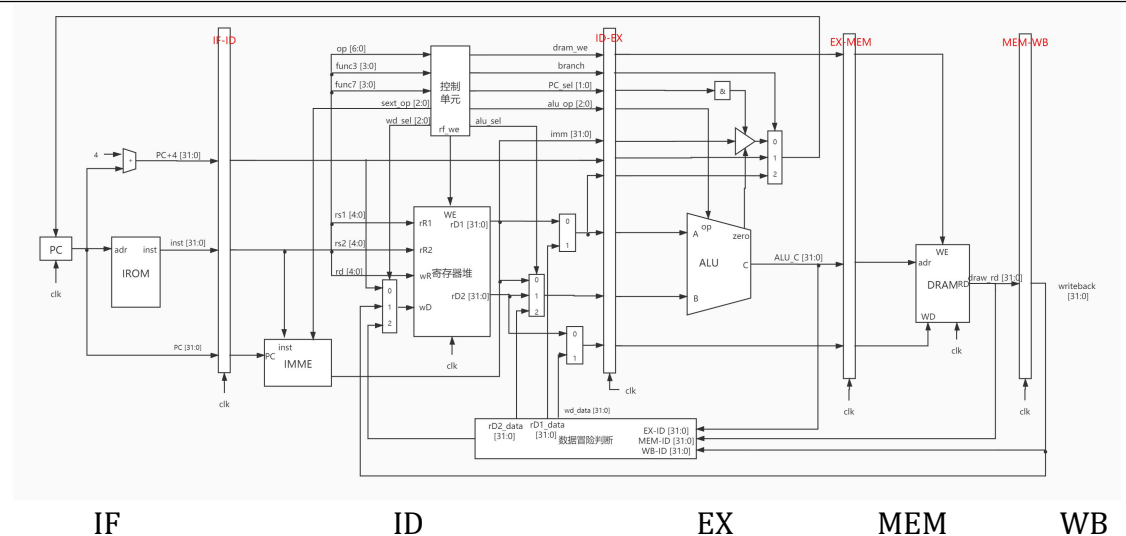 IF-ID
ID-EX
EX-MEM
MEM-WB
op [6:0]
func3 [3:0]
func7 [3:0]
sext_op [2:0]
wd_sel [2:0]
控制
单元
rf_we
alu_sel
dram_we
branch
PC_sel [1:0]
alu_op [2:0]
imm [31:0]
&
0
1
2
4
+
PC+4 [31:0]
PC
clk
adr
inst
IROM
inst [31:0]
PC [31:0]
rs1 [4:0]
rs2 [4:0]
rd [4:0]
WE
rR1
rR2
wR
wD
rD1 [31:0]
寄存器堆
rD2 [31:0]
clk
0
1
2
0
1
0
1
2
0
1
inst
PC
IMME
clk
clk
A
B
op
zero
ALU
C
ALU_C [31:0]
WE
adr
DRAM
RD
WD
clk
draw_rd [31:0]
clk
clk
writeback
[31:0]
wd_data [31:0]
rD2_data
[31:0]
rD1_data
[31:0]
数据冒险判断
EX-ID [31:0]
MEM-ID [31:0]
WB-ID [31:0]
IF
ID
EX
MEM
WB